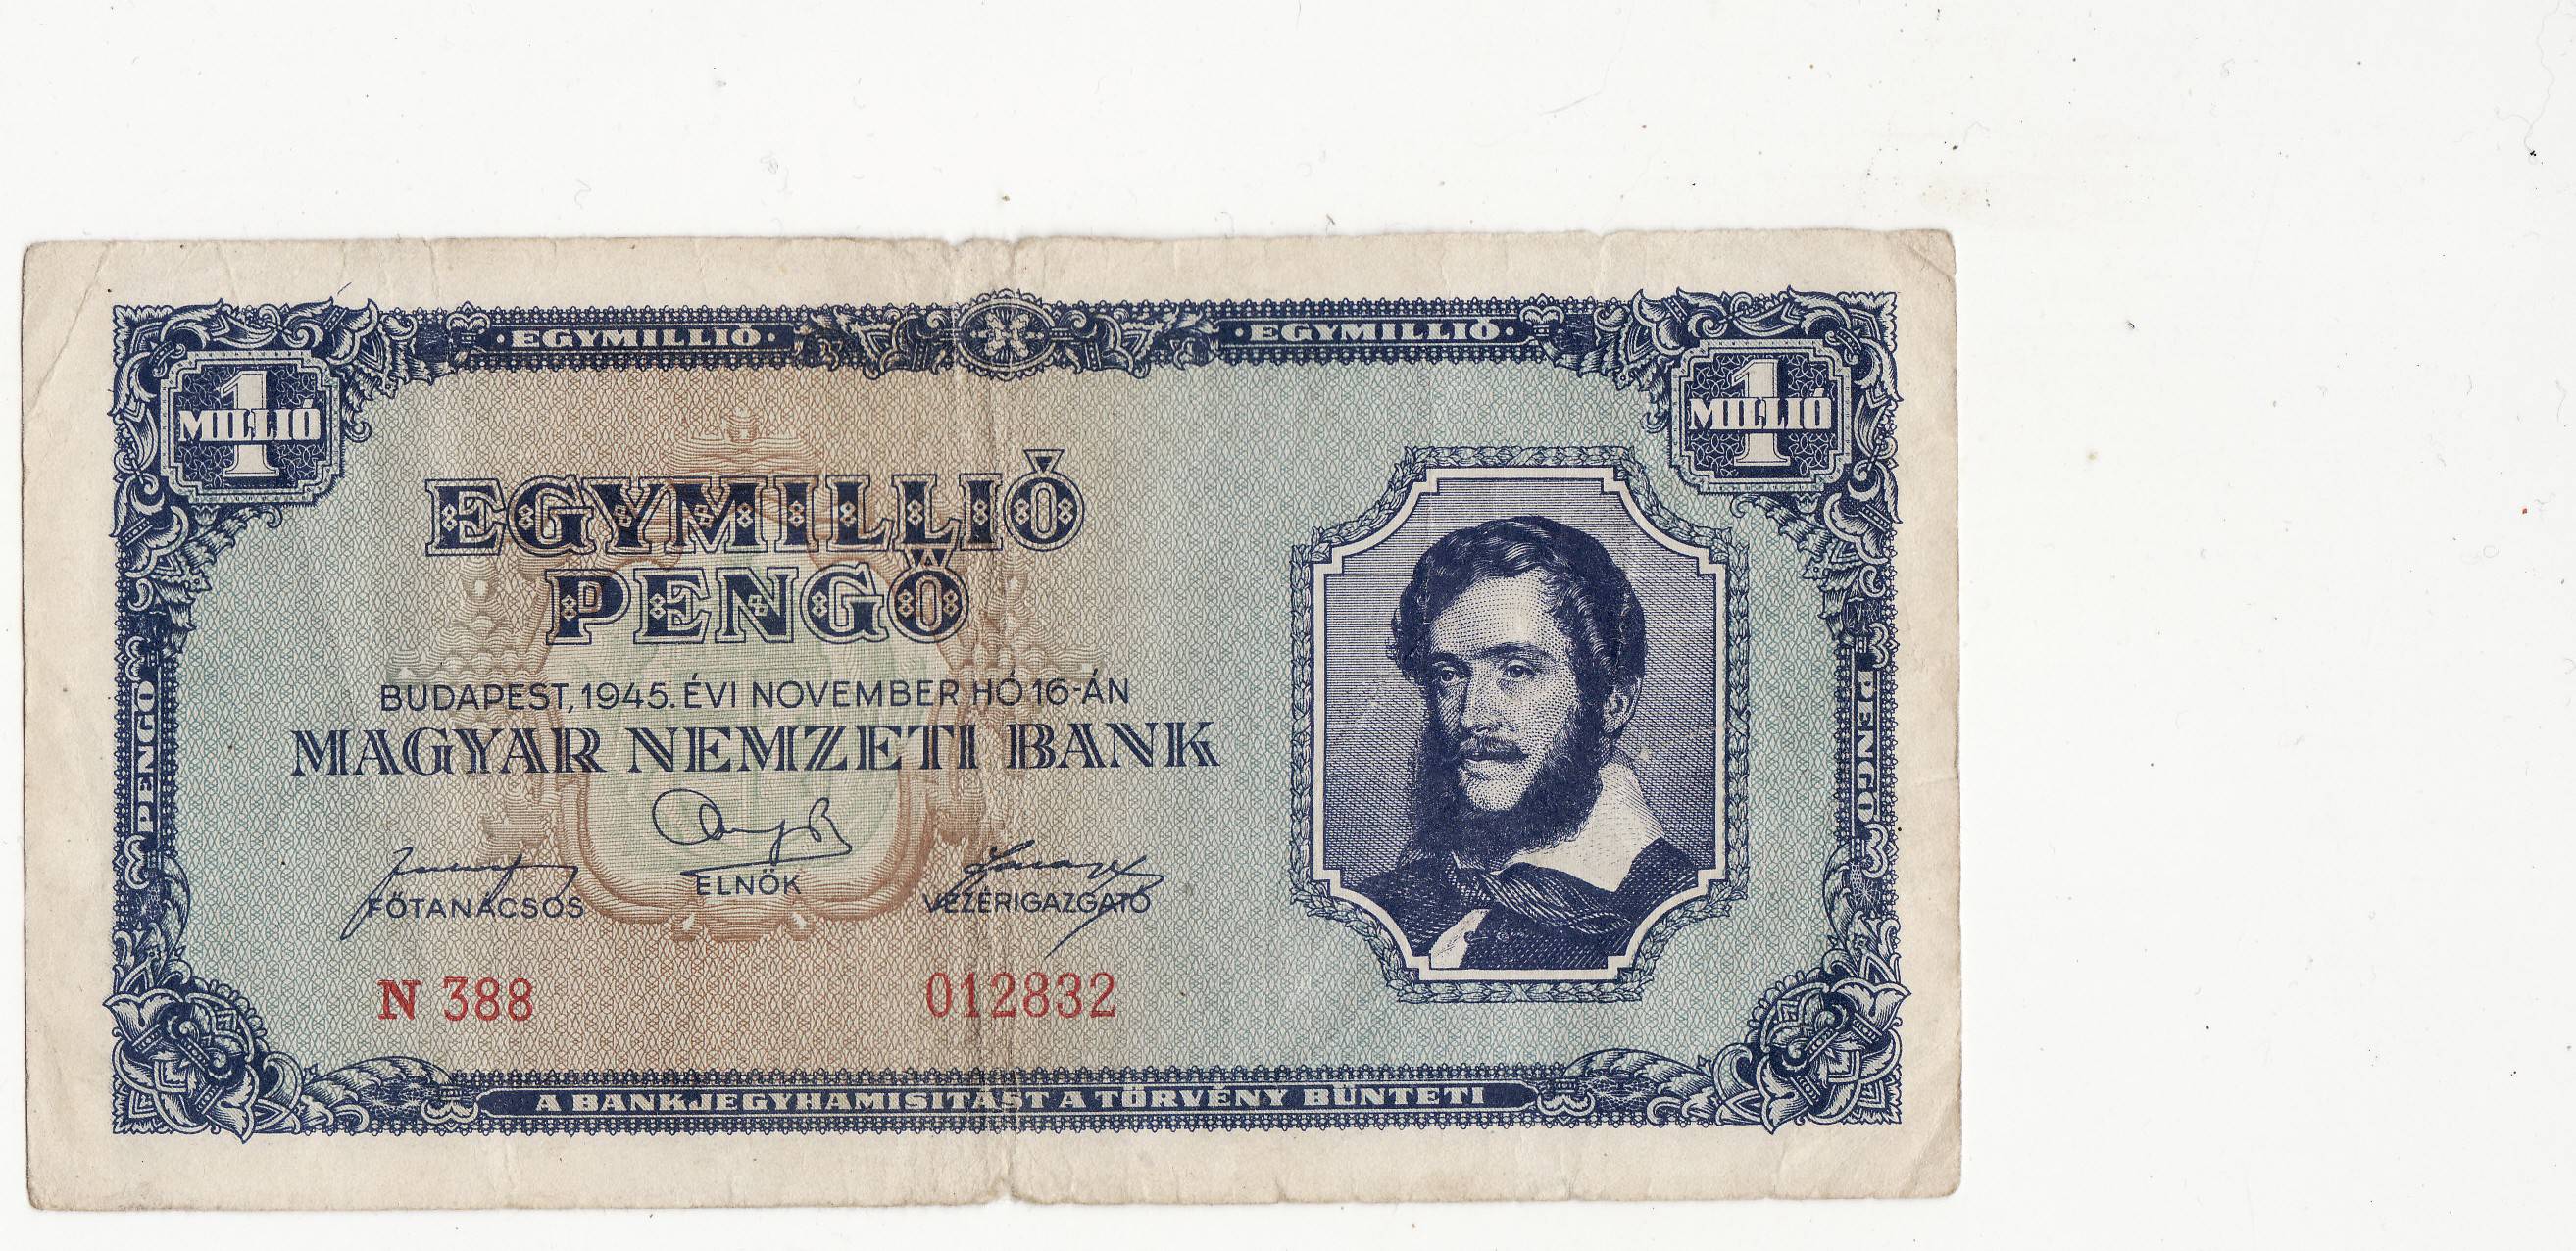 EGYMILLIÓ EGYMILLIÓ
1 MILLIÓ 1 MILLIÓ
EGYMILLIÓ
PENGŐ
BUDAPEST, 1945. ÉVI NOVEMBER HÓ 16-ÁN
MAGYAR NEMZETI BANK
FŐTANÁCSOS ELNÖK VEZÉRIGAZGATÓ
N 388 012832
PENGŐ PENGŐ
A BANKJEGYHAMISITÁST A TÖRVÉNY BÜNTETI